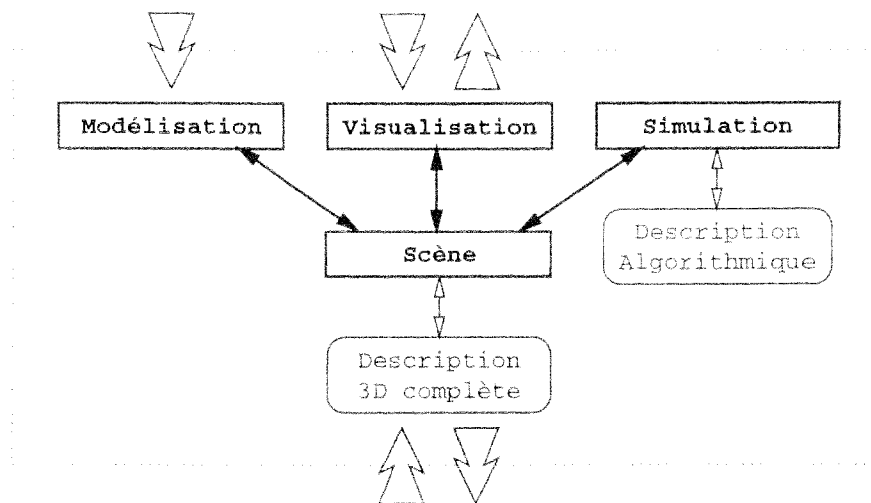 Modélisation
Visualisation
Simulation
Scène
Description
Algorithmique
Description
3D complète